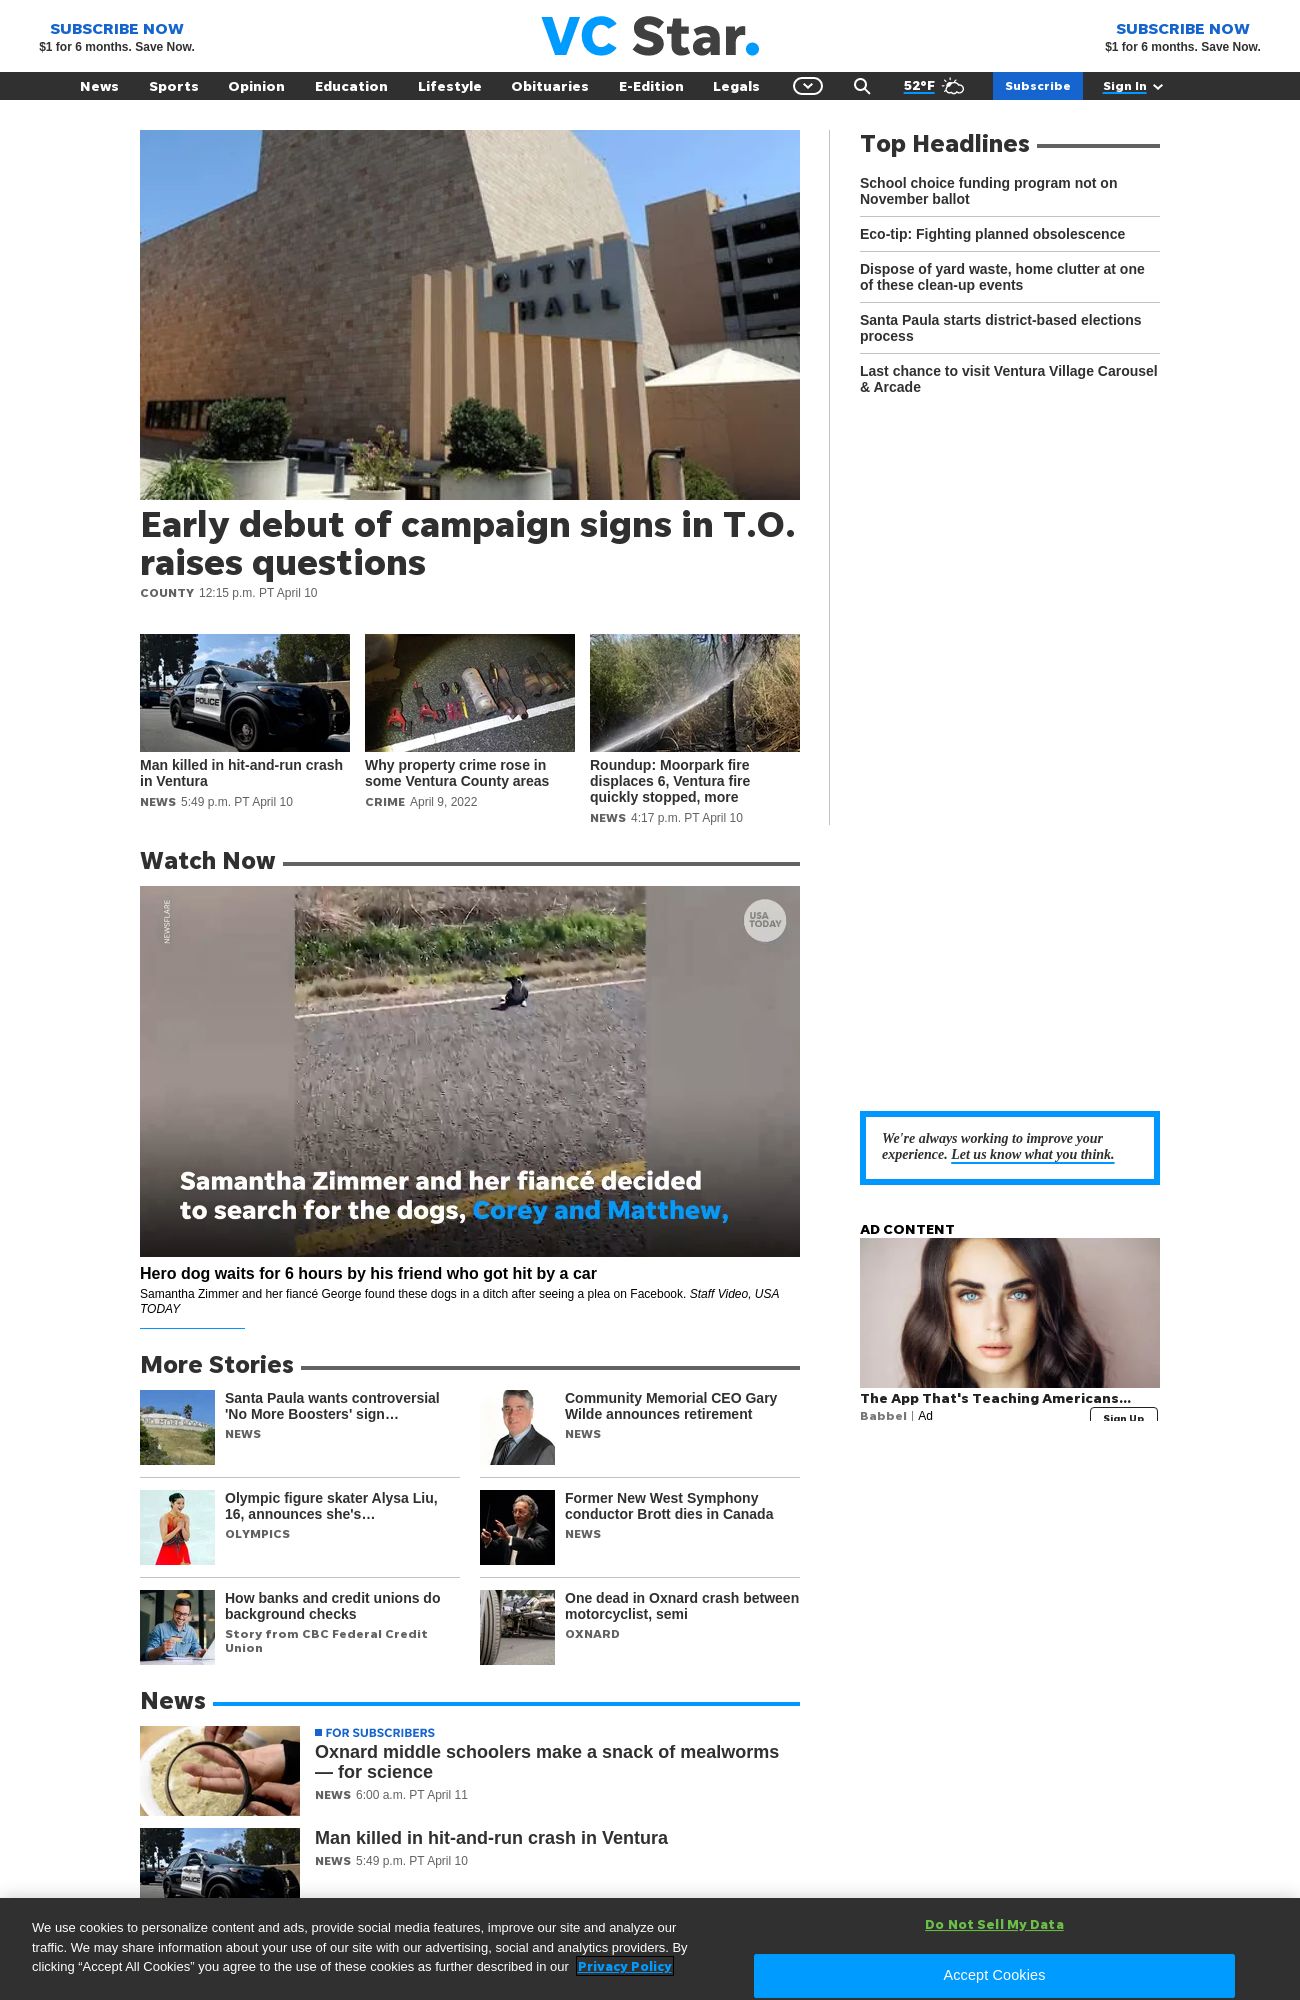 SUBSCRIBE NOW
$1 for 6 months. Save Now.
VC Star.
SUBSCRIBE NOW
$1 for 6 months. Save Now.
News Sports Opinion Education Lifestyle Obituaries E-Edition Legals 52°F Subscribe Sign In
CITY
HALL
Early debut of campaign signs in T.O.
raises questions
COUNTY 12:15 p.m. PT April 10
POLICE
Man killed in hit-and-run crash
in Ventura
NEWS 5:49 p.m. PT April 10
Why property crime rose in
some Ventura County areas
CRIME April 9, 2022
Roundup: Moorpark fire
displaces 6, Ventura fire
quickly stopped, more
NEWS 4:17 p.m. PT April 10
Top Headlines
School choice funding program not on
November ballot
Eco-tip: Fighting planned obsolescence
Dispose of yard waste, home clutter at one
of these clean-up events
Santa Paula starts district-based elections
process
Last chance to visit Ventura Village Carousel
& Arcade
Watch Now
NEWSFLARE
USA
TODAY
Samantha Zimmer and her fiancé decided
to search for the dogs, Corey and Matthew,
Hero dog waits for 6 hours by his friend who got hit by a car
Samantha Zimmer and her fiancé George found these dogs in a ditch after seeing a plea on Facebook. Staff Video, USA
TODAY
We're always working to improve your
experience. Let us know what you think.
AD CONTENT
The App That's Teaching Americans...
Babbel | Ad
Sign Up
More Stories
NO MORE BOOSTERS
Santa Paula wants controversial
'No More Boosters' sign…
NEWS
Community Memorial CEO Gary
Wilde announces retirement
NEWS
Olympic figure skater Alysa Liu,
16, announces she's…
OLYMPICS
Former New West Symphony
conductor Brott dies in Canada
NEWS
How banks and credit unions do
background checks
Story from CBC Federal Credit
Union
One dead in Oxnard crash between
motorcyclist, semi
OXNARD
News
FOR SUBSCRIBERS
Oxnard middle schoolers make a snack of mealworms
— for science
NEWS 6:00 a.m. PT April 11
POLICE
Man killed in hit-and-run crash in Ventura
NEWS 5:49 p.m. PT April 10
We use cookies to personalize content and ads, provide social media features, improve our site and analyze our
traffic. We may share information about your use of our site with our advertising, social and analytics providers. By
clicking “Accept All Cookies” you agree to the use of these cookies as further described in our Privacy Policy
Do Not Sell My Data
Accept Cookies